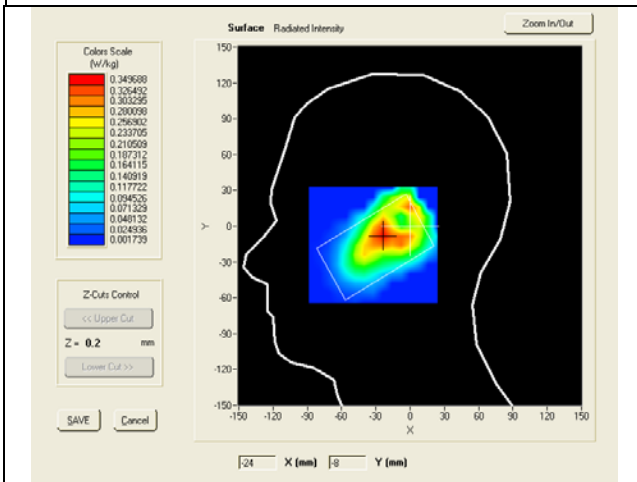 Surface Radiated Intensity
Zoom In/Out
Colors Scale
(W/kg)
0.349688
0.326492
0.303295
0.280098
0.256902
0.233705
0.210509
0.187312
0.164115
0.140919
0.117722
0.094526
0.071329
0.048132
0.024936
0.001739
Z-Cuts Control
<< Upper Cut
Z = 0.2 mm
Lower Cut >>
SAVE Cancel
150
120
90
60
30
0
-30
-60
-90
-120
-150
Y
-150 -120 -90 -60 -30 0 30 60 90 120 150
X
-24 X (mm) -8 Y (mm)